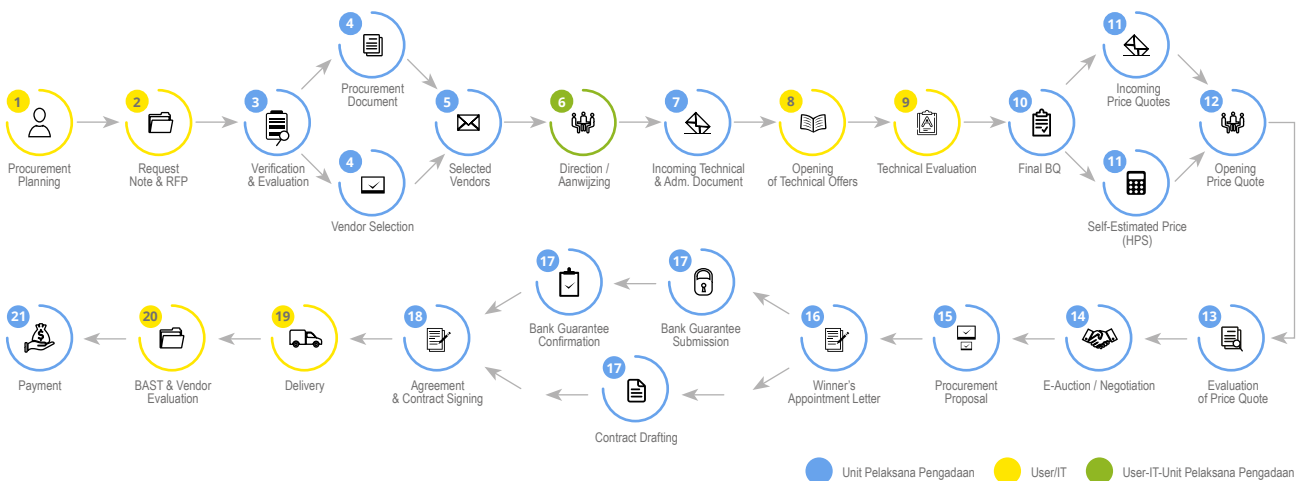 1
Procurement
Planning
2
Request
Note & RFP
3
Verification
& Evaluation
4
Procurement
Document
4
Vendor Selection
5
Selected
Vendors
6
Direction /
Aanwijzing
7
Incoming Technical
& Adm. Document
8
Opening
of Technical Offers
9
Technical Evaluation
10
Final BQ
11
Incoming
Price Quotes
11
Self-Estimated Price
(HPS)
12
Opening
Price Quote
13
Evaluation
of Price Quote
14
E-Auction / Negotiation
15
Procurement
Proposal
16
Winner's
Appointment Letter
17
Bank Guarantee
Submission
17
Bank Guarantee
Confirmation
17
Contract Drafting
18
Agreement
& Contract Signing
19
Delivery
20
BAST & Vendor
Evaluation
21
Payment
Unit Pelaksana Pengadaan
User/IT
User-IT-Unit Pelaksana Pengadaan